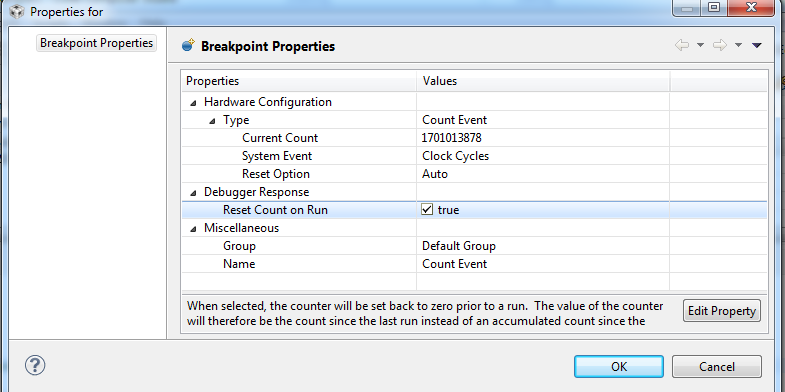 Properties for
Breakpoint Properties
Breakpoint Properties
Properties Values
Hardware Configuration
Type Count Event
Current Count 1701013878
System Event Clock Cycles
Reset Option Auto
Debugger Response
Reset Count on Run true
Miscellaneous
Group Default Group
Name Count Event
When selected, the counter will be set back to zero prior to a run. The value of the counter
will therefore be the count since the last run instead of an accumulated count since the
Edit Property
OK Cancel